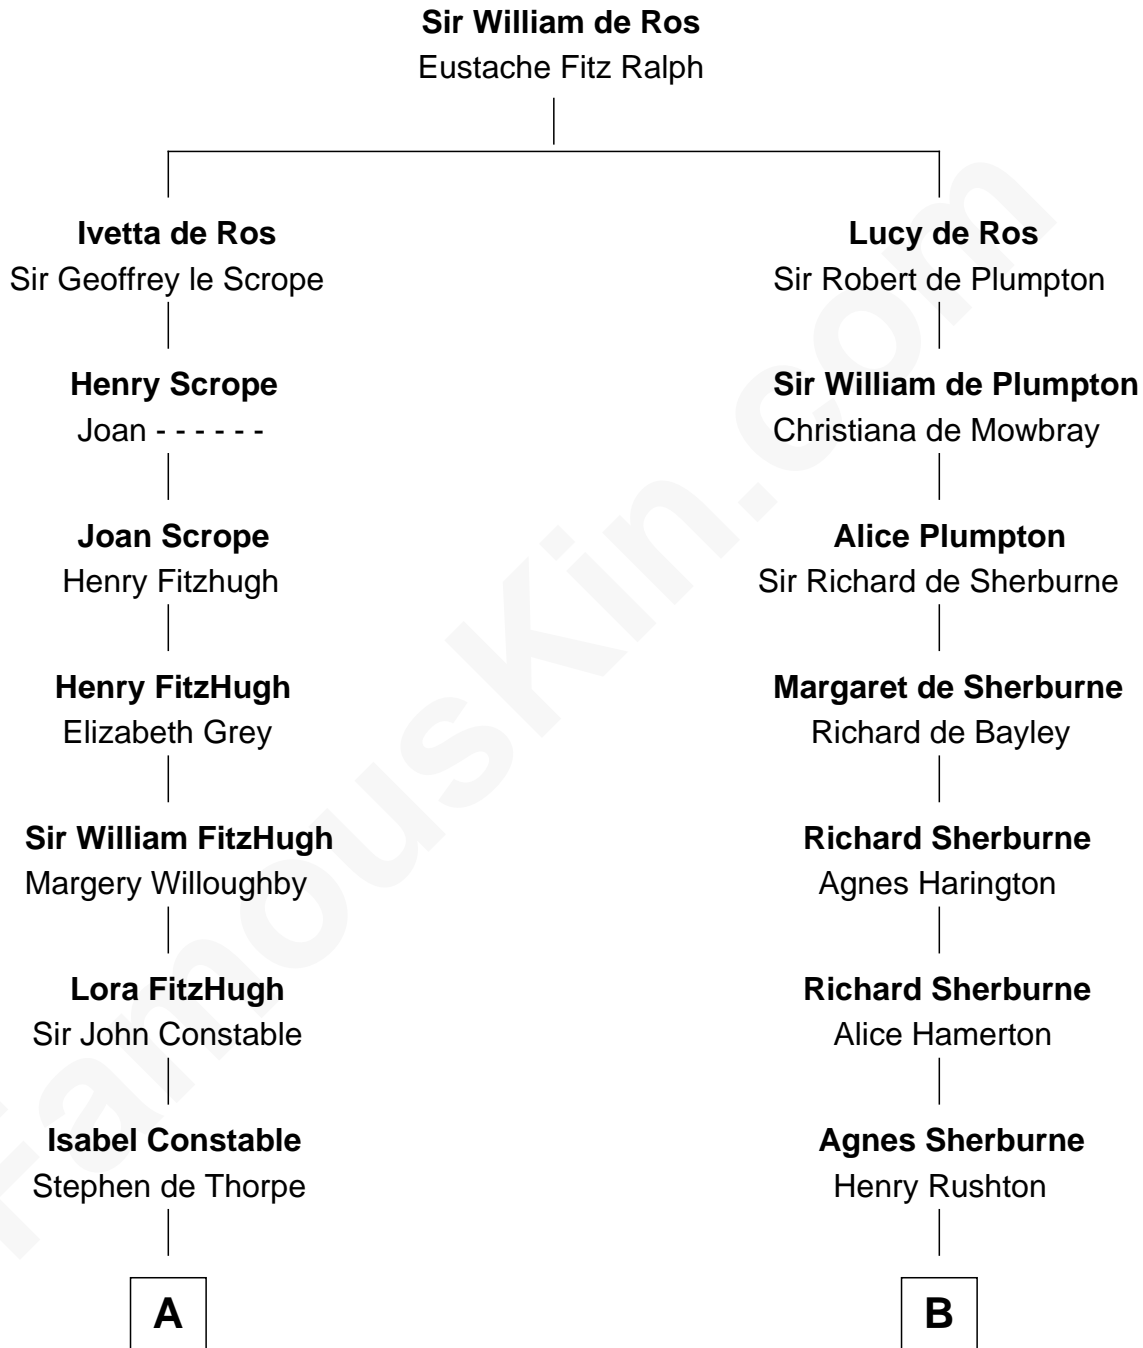 Sir William de Ros
Eustache Fitz Ralph
Ivetta de Ros
Sir Geoffrey le Scrope
Lucy de Ros
Sir Robert de Plumpton
Henry Scrope
Joan - - - - - -
Sir William de Plumpton
Christiana de Mowbray
Joan Scrope
Henry Fitzhugh
Alice Plumpton
Sir Richard de Sherburne
Henry FitzHugh
Elizabeth Grey
Margaret de Sherburne
Richard de Bayley
Sir William FitzHugh
Margery Willoughby
Richard Sherburne
Agnes Harington
Lora FitzHugh
Sir John Constable
Richard Sherburne
Alice Hamerton
Isabel Constable
Stephen de Thorpe
Agnes Sherburne
Henry Rushton
A
B
FamousKin.com